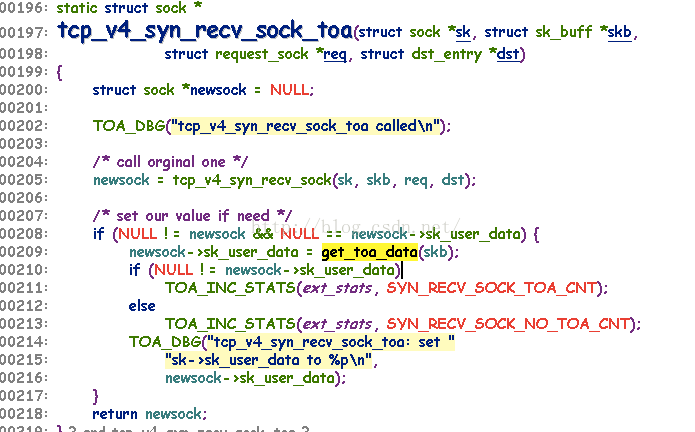 00196: static struct sock *
00197: tcp_v4_syn_recv_sock_toa(struct sock *sk, struct sk_buff *skb,
00198: struct request_sock *req, struct dst_entry *dst)
00199: {
00200: struct sock *newsock = NULL;
00201:
00202: TOA_DBG("tcp_v4_syn_recv_sock_toa called\n");
00203:
00204: /* call orginal one */
00205: newsock = tcp_v4_syn_recv_sock(sk, skb, req, dst);
00206:
00207: /* set our value if need */
00208: if (NULL != newsock && NULL == newsock->sk_user_data) {
00209: newsock->sk_user_data = get_toa_data(skb);
00210: if (NULL != newsock->sk_user_data)
00211: TOA_INC_STATS(ext_stats, SYN_RECV_SOCK_TOA_CNT);
00212: else
00213: TOA_INC_STATS(ext_stats, SYN_RECV_SOCK_NO_TOA_CNT);
00214: TOA_DBG("tcp_v4_syn_recv_sock_toa: set "
00215: "sk->sk_user_data to %p\n",
00216: newsock->sk_user_data);
00217: }
00218: return newsock;
http://blog.csdn.net/